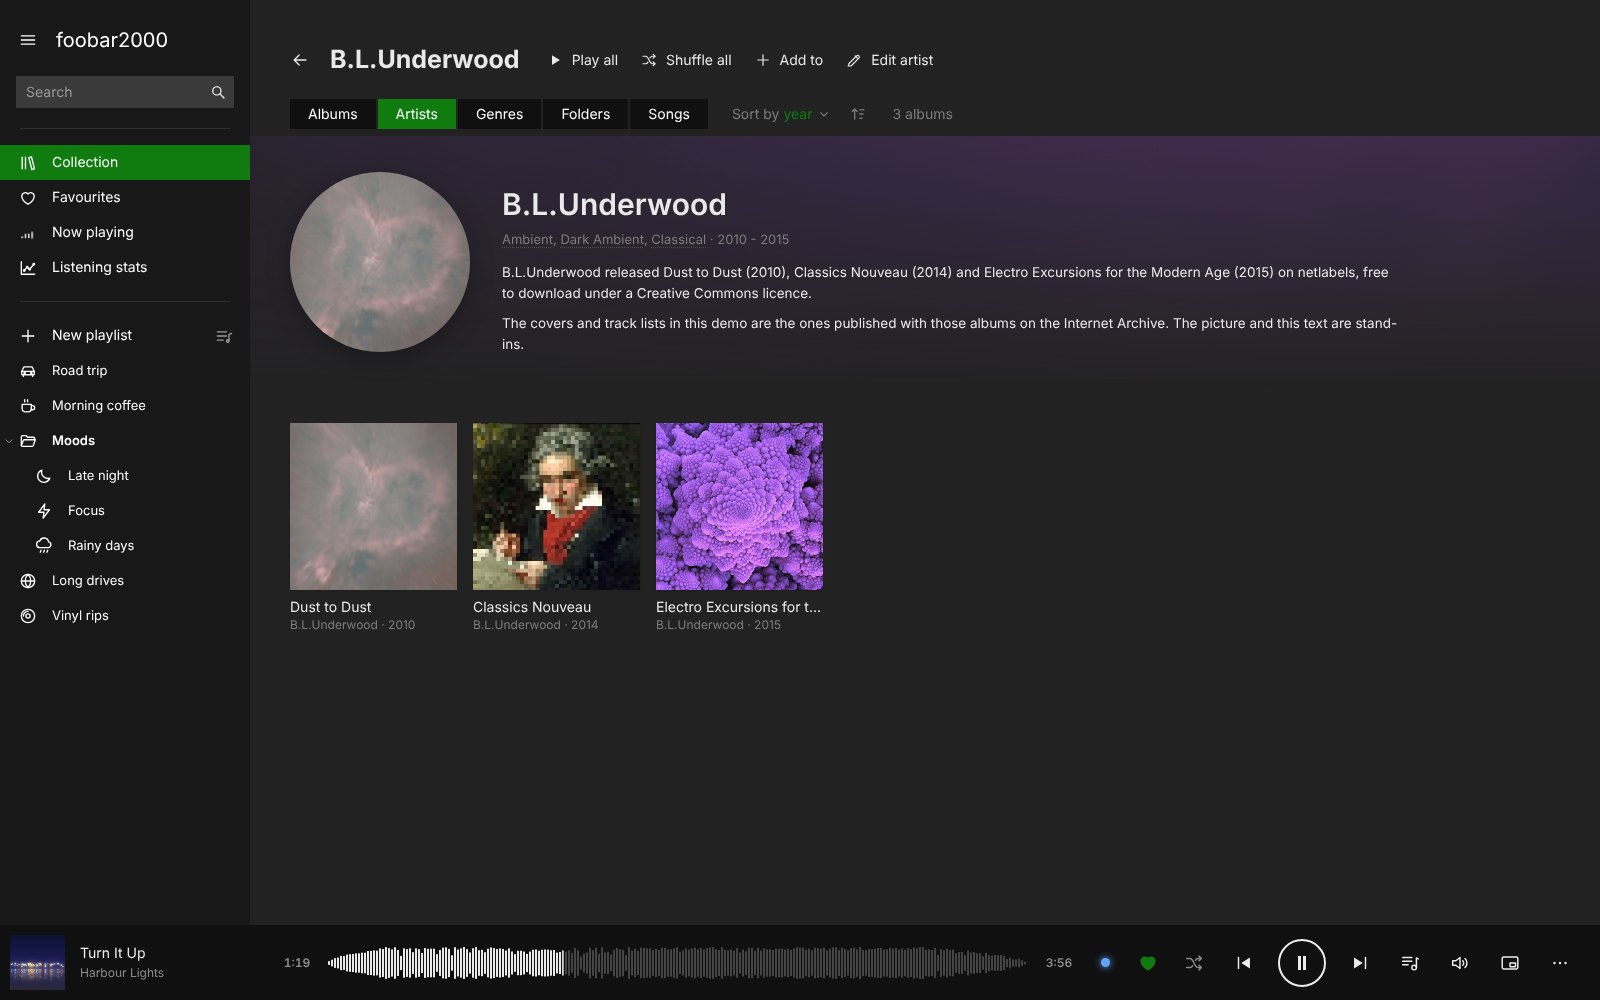 foobar2000
Search
Collection
Favourites
Now playing
Listening stats
New playlist
Road trip
Morning coffee
Moods
Late night
Focus
Rainy days
Long drives
Vinyl rips
B.L.Underwood
Play all
Shuffle all
Add to
Edit artist
Albums
Artists
Genres
Folders
Songs
Sort by year
3 albums
B.L.Underwood
Ambient, Dark Ambient, Classical · 2010 - 2015
B.L.Underwood released Dust to Dust (2010), Classics Nouveau (2014) and Electro Excursions for the Modern Age (2015) on netlabels, free
to download under a Creative Commons licence.
The covers and track lists in this demo are the ones published with those albums on the Internet Archive. The picture and this text are stand-
ins.
Dust to Dust
B.L.Underwood · 2010
Classics Nouveau
B.L.Underwood · 2014
Electro Excursions for t...
B.L.Underwood · 2015
Turn It Up
Harbour Lights
1:19
3:56